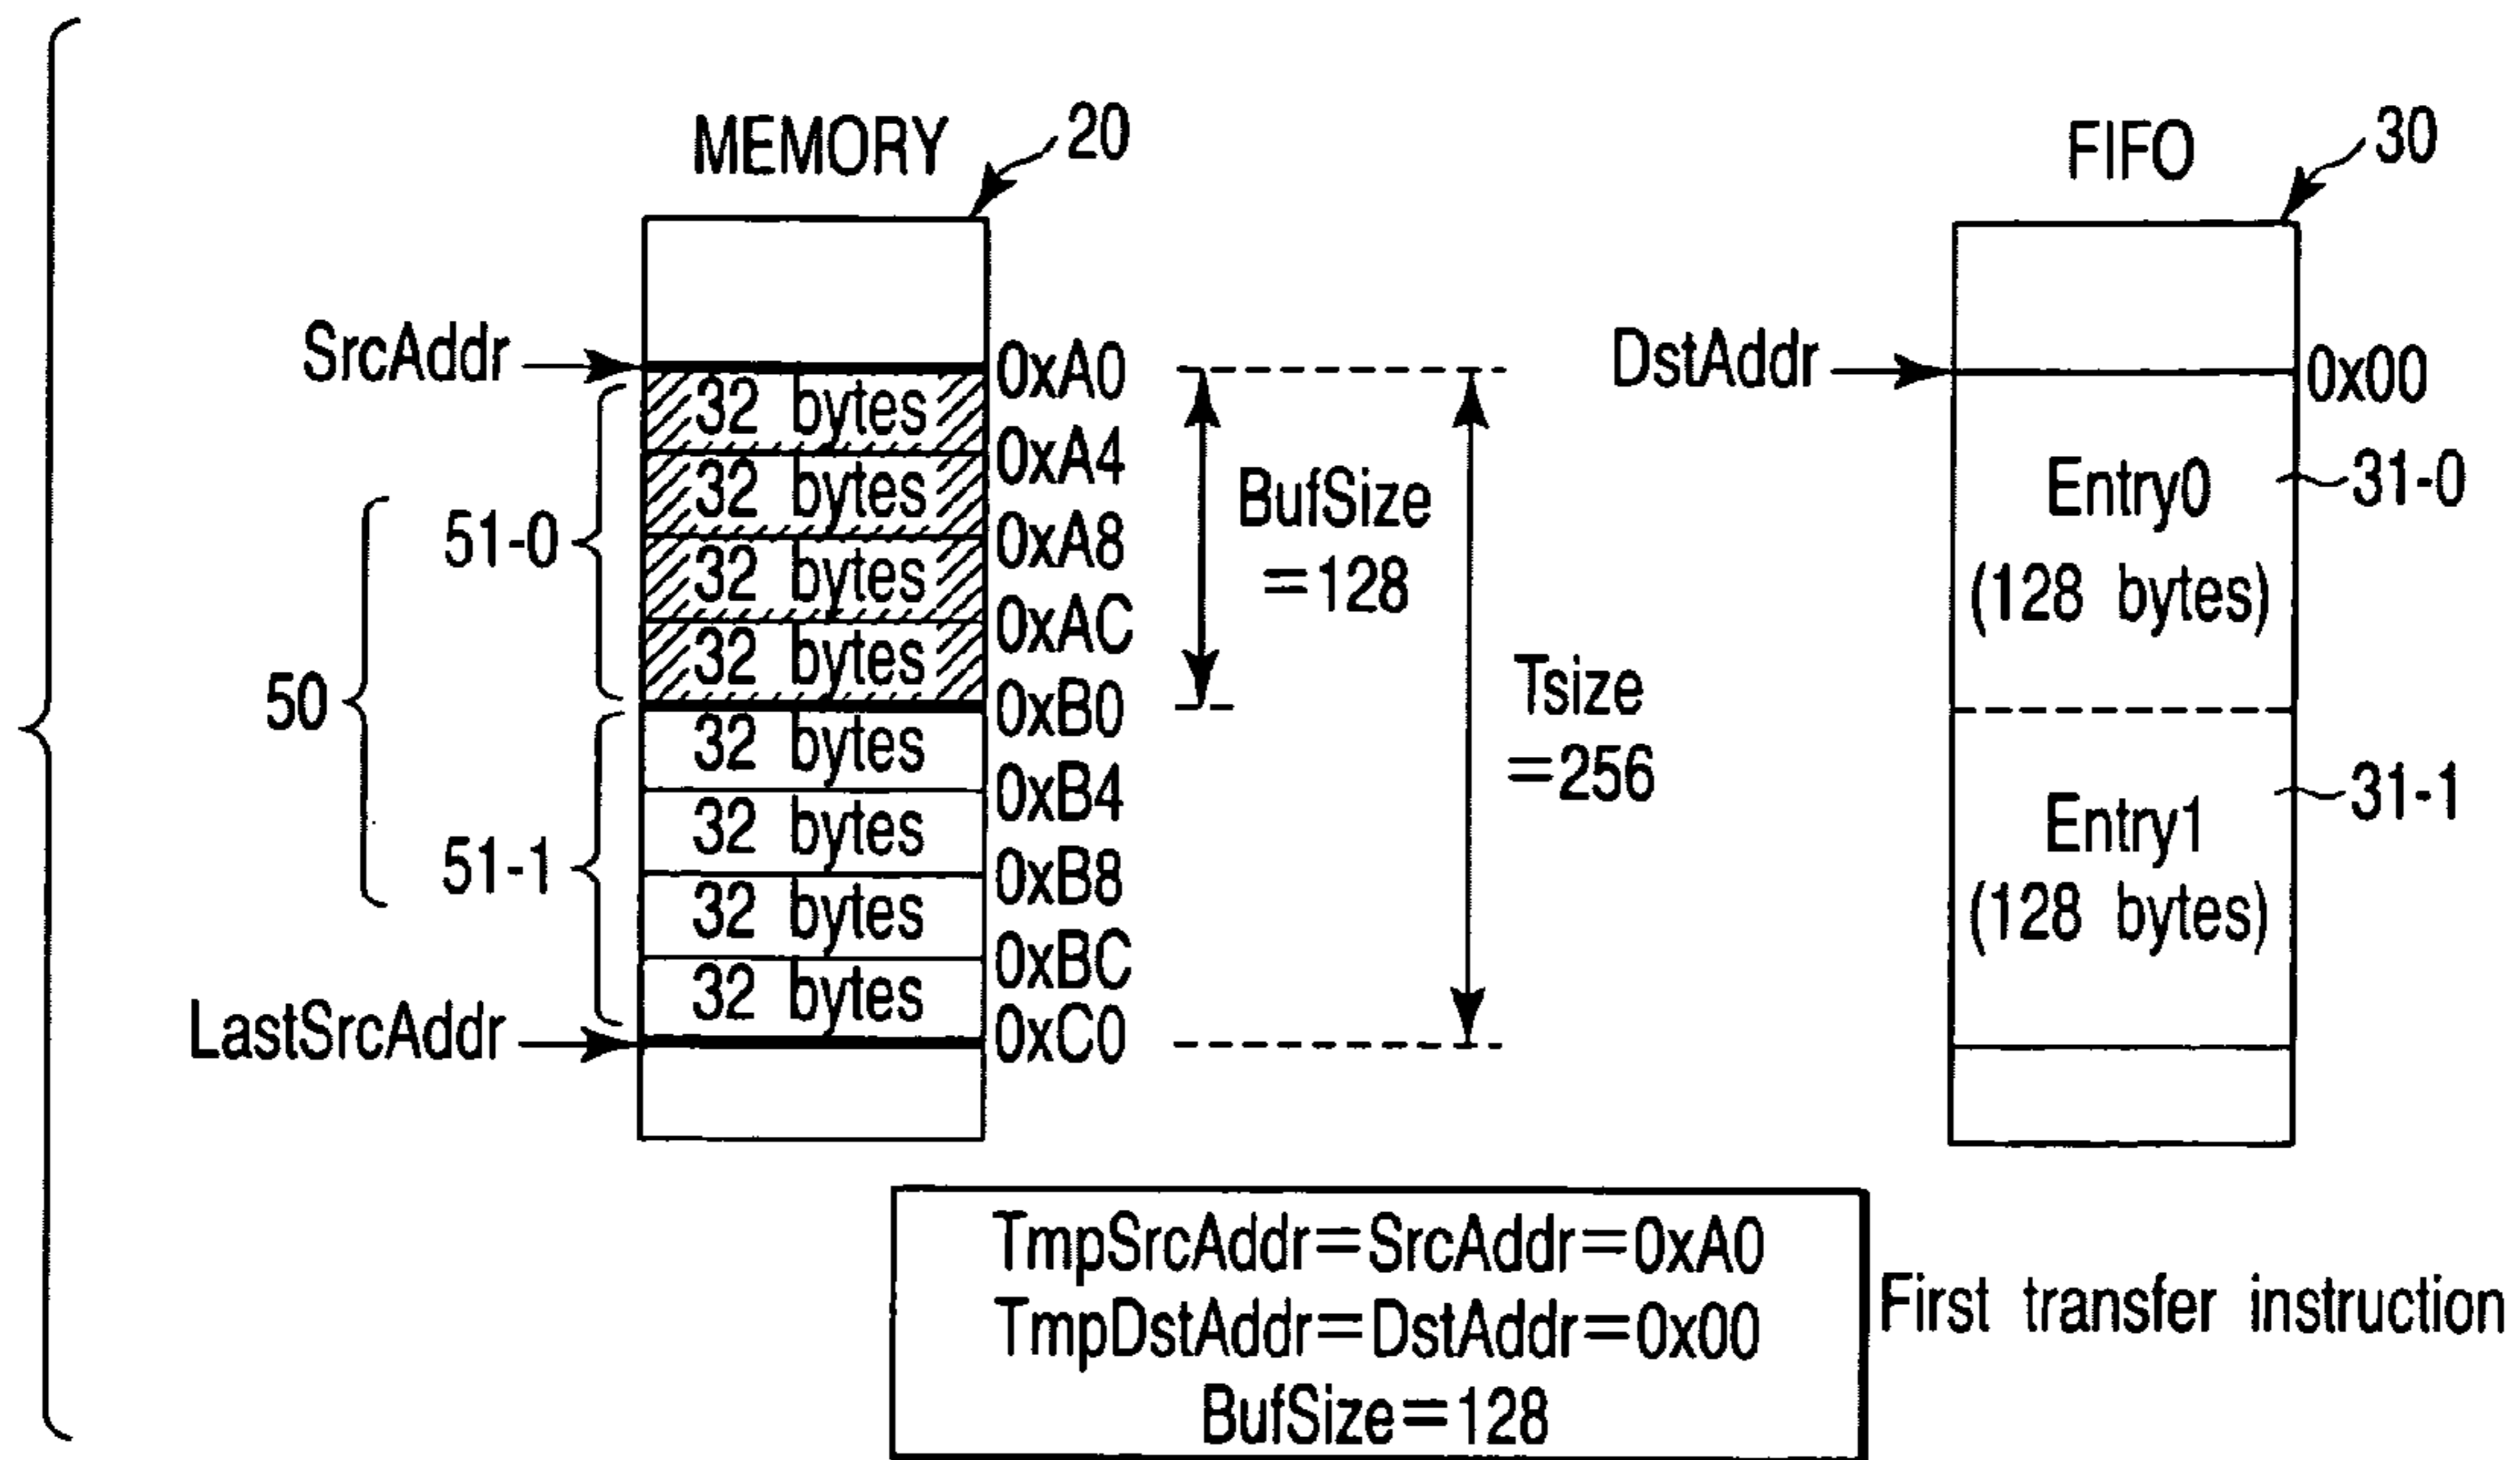 MEMORY
20
FIFO
30
SrcAddr
0xA0
DstAddr
0x00
32 bytes
0xA4
32 bytes
0xA8
32 bytes
0xAC
32 bytes
0xB0
32 bytes
0xB4
32 bytes
0xB8
32 bytes
0xBC
32 bytes
0xC0
LastSrcAddr
50
51-0
51-1
BufSize
=128
Tsize
=256
Entry0
(128 bytes)
31-0
Entry1
(128 bytes)
31-1
TmpSrcAddr=SrcAddr=0xA0
TmpDstAddr=DstAddr=0x00
BufSize=128
First transfer instruction